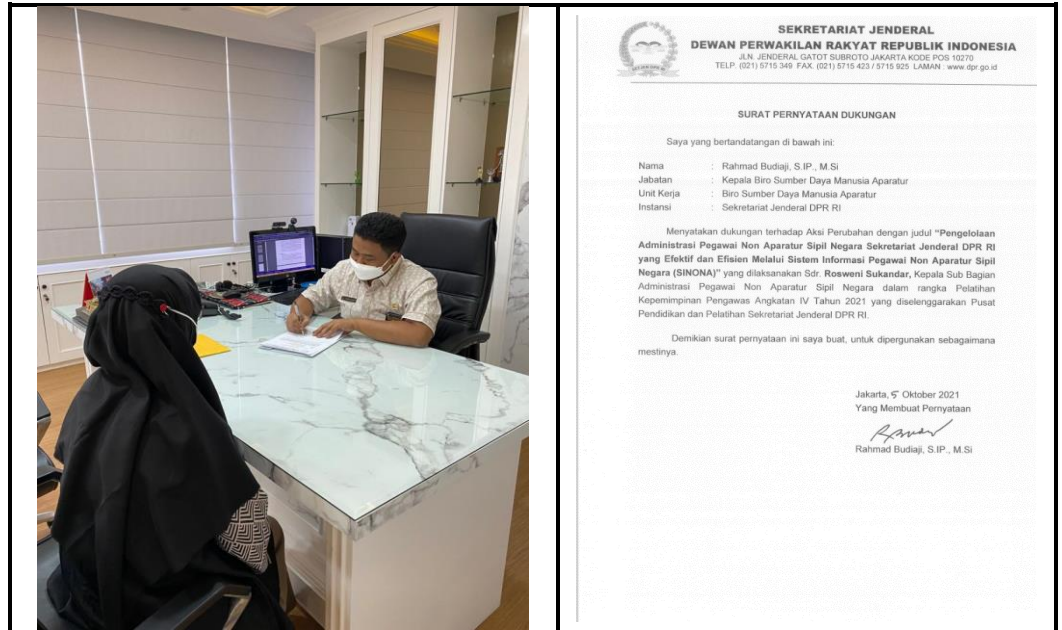 SEKRETARIAT JENDERAL
DEWAN PERWAKILAN RAKYAT REPUBLIK INDONESIA
JLN. JENDERAL GATOT SUBROTO JAKARTA KODE POS 10270
TELP. (021) 5715 349 FAX. (021) 5715 423 / 5715 925 LAMAN : www.dpr.go.id
SURAT PERNYATAAN DUKUNGAN
Saya yang bertandatangan di bawah ini:
Nama : Rahmad Budiaji, S.IP., M.Si
Jabatan : Kepala Biro Sumber Daya Manusia Aparatur
Unit Kerja : Biro Sumber Daya Manusia Aparatur
Instansi : Sekretariat Jenderal DPR RI
Menyatakan dukungan terhadap Aksi Perubahan dengan judul “Pengelolaan
Administrasi Pegawai Non Aparatur Sipil Negara Sekretariat Jenderal DPR RI
yang Efektif dan Efisien Melalui Sistem Informasi Pegawai Non Aparatur Sipil
Negara (SINONA)” yang dilaksanakan Sdr. Rosweni Sukandar, Kepala Sub Bagian
Administrasi Pegawai Non Aparatur Sipil Negara dalam rangka Pelatihan
Kepemimpinan Pengawas Angkatan IV Tahun 2021 yang diselenggarakan Pusat
Pendidikan dan Pelatihan Sekretariat Jenderal DPR RI.
Demikian surat pernyataan ini saya buat, untuk dipergunakan sebagaimana
mestinya.
Jakarta, 5 Oktober 2021
Yang Membuat Pernyataan
Rahmad Budiaji, S.IP., M.Si